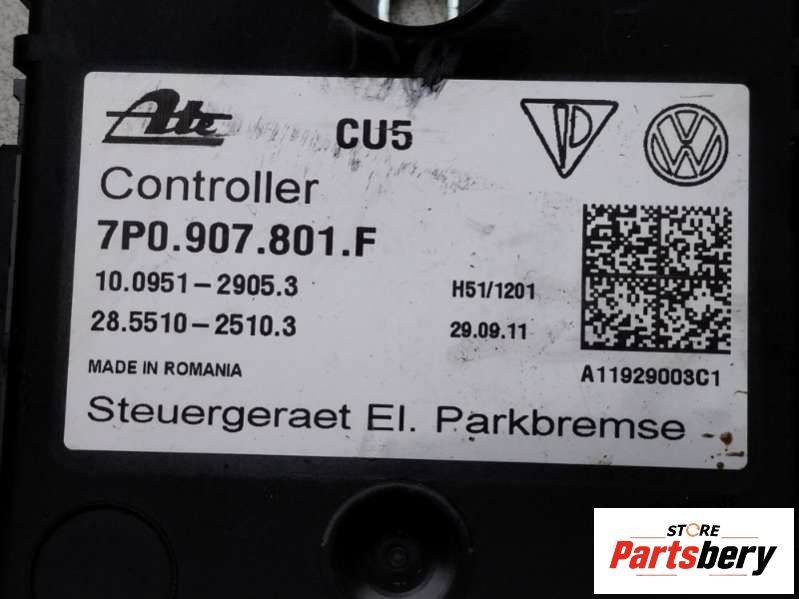 Ate
CU5
Controller
7P0.907.801.F
10.0951-2905.3
H51/1201
28.5510-2510.3
29.09.11
MADE IN ROMANIA
A11929003C1
Steuergeraet El. Parkbremse
STORE
Partsbery